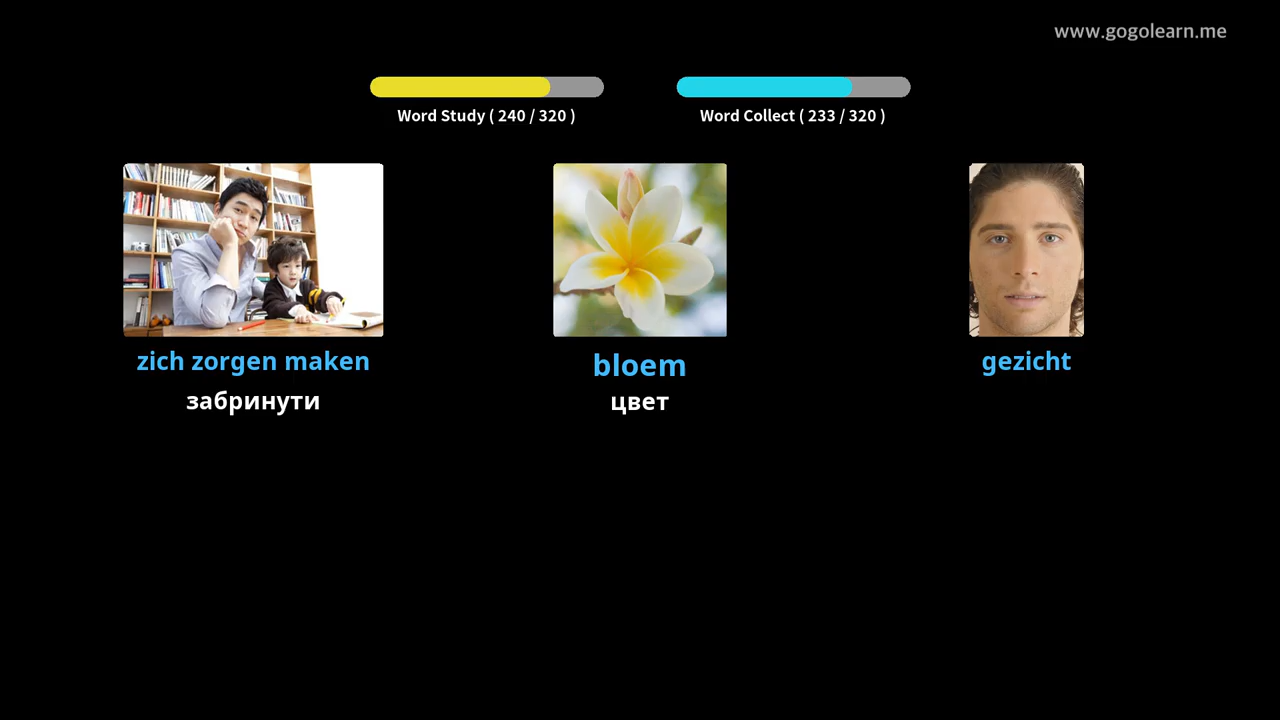 www.gogolearn.me
Word Study ( 240 / 320 )
Word Collect ( 233 / 320 )
zich zorgen maken
забринути
bloem
цвет
gezicht